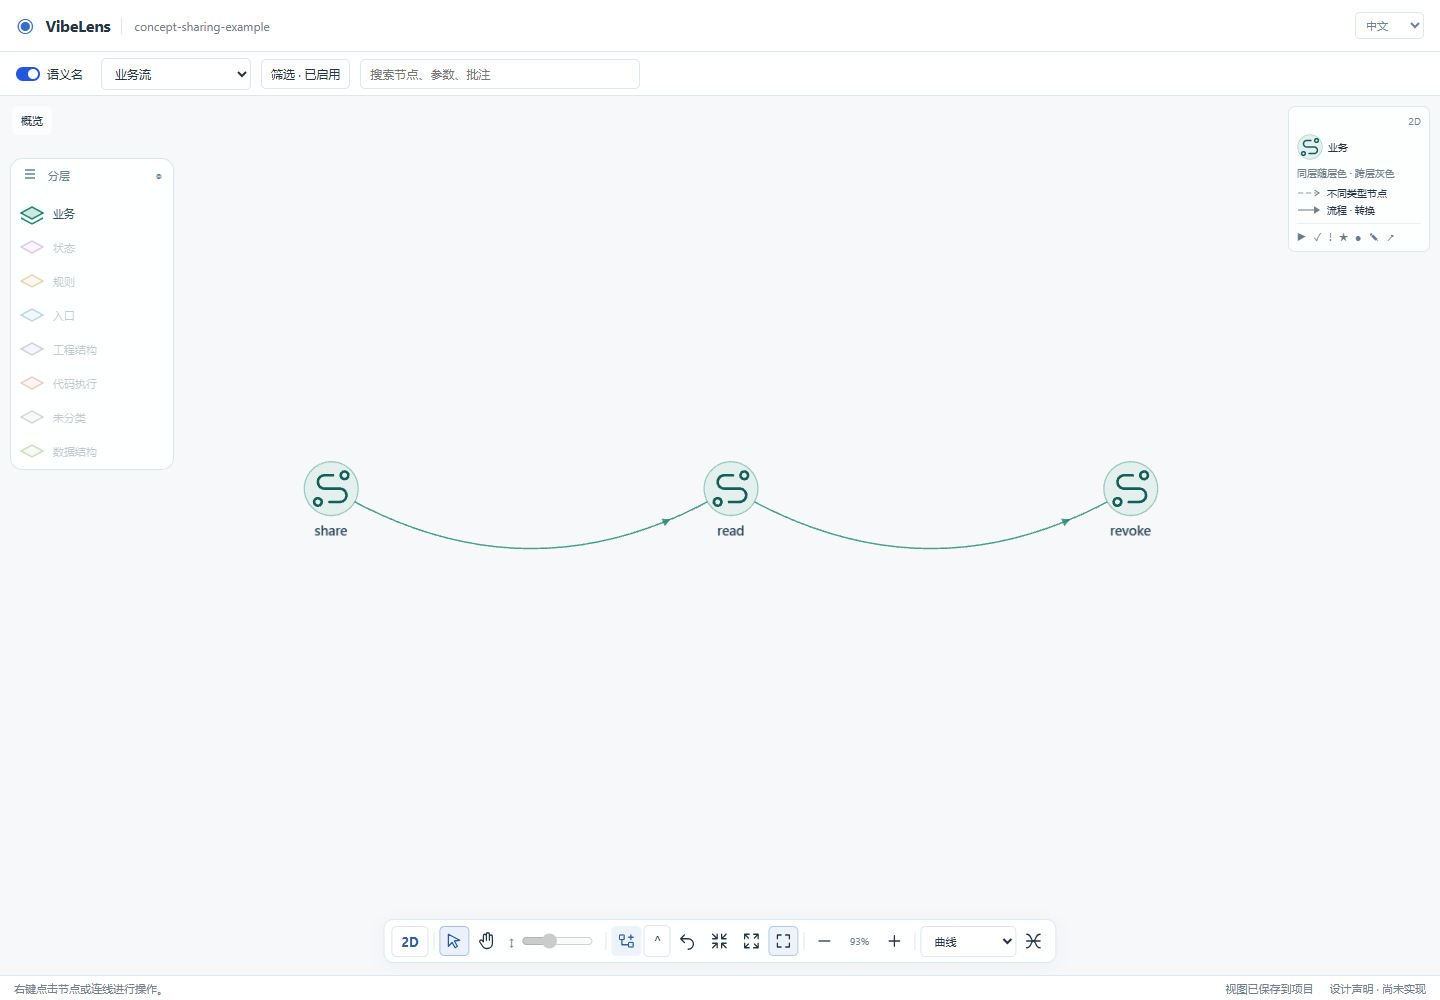 VibeLens
concept-sharing-example
中文
语义名
业务流
筛选 · 已启用
搜索节点、参数、批注
概览
分层
业务
状态
规则
入口
工程结构
代码执行
未分类
数据结构
2D
业务
同层随层色 · 跨层灰色
不同类型节点
流程 · 转换
share
read
revoke
2D
^
93%
曲线
右键点击节点或连线进行操作。
视图已保存到项目
设计声明 · 尚未实现